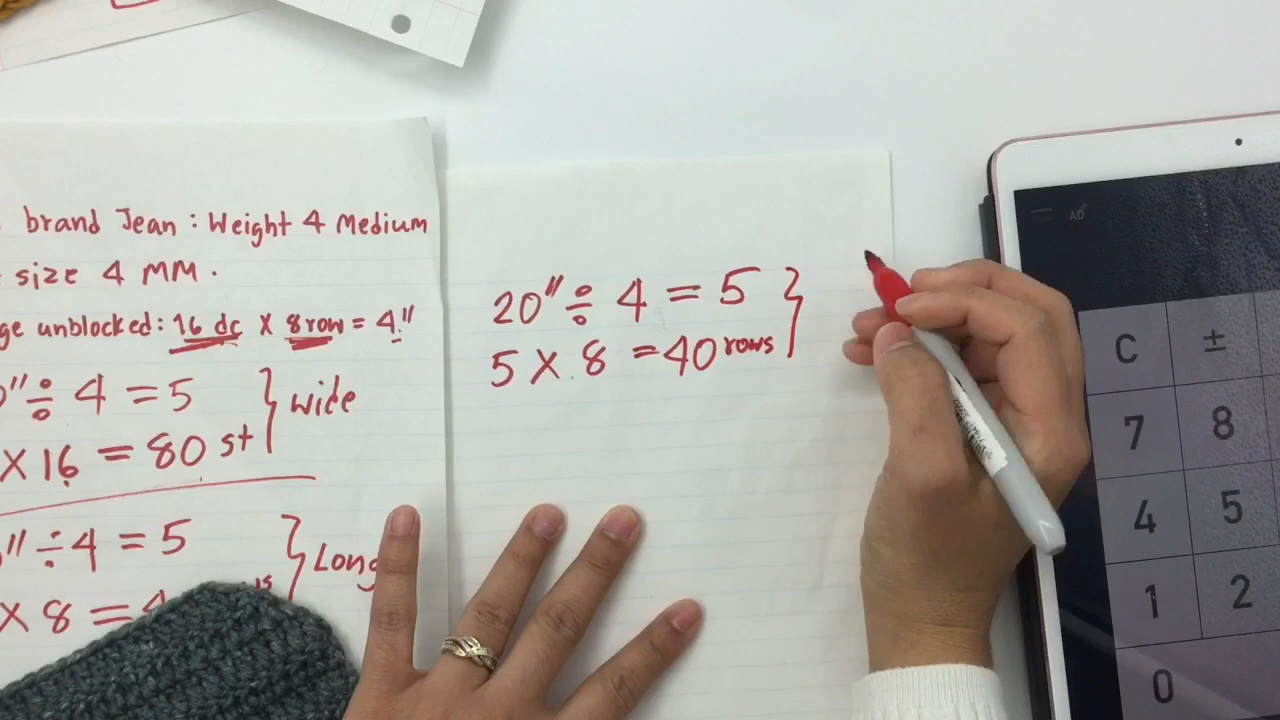 brand Jean : Weight 4 Medium
size 4 MM.
unblocked: 16 dc X 8 row = 4."
" ÷ 4 = 5
X 16 = 80 st
wide
" ÷ 4 = 5
X 8 =
Long
20" ÷ 4 = 5
5 X 8 = 40 rows
AD
C ±
7 8
4 5
1 2
0